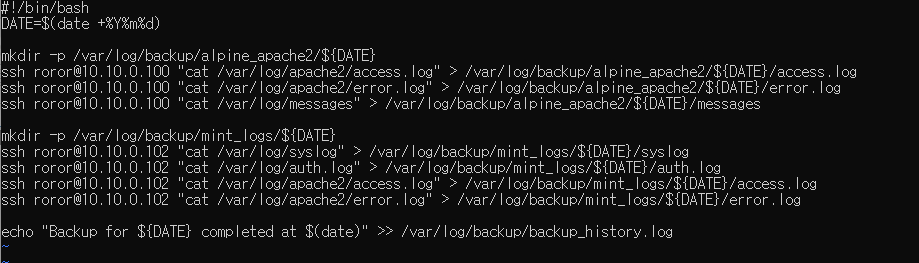 #!/bin/bash
DATE=$(date +%Y%m%d)
mkdir -p /var/log/backup/alpine_apache2/${DATE}
ssh roror@10.10.0.100 "cat /var/log/apache2/access.log" > /var/log/backup/alpine_apache2/${DATE}/access.log
ssh roror@10.10.0.100 "cat /var/log/apache2/error.log" > /var/log/backup/alpine_apache2/${DATE}/error.log
ssh roror@10.10.0.100 "cat /var/log/messages" > /var/log/backup/alpine_apache2/${DATE}/messages
mkdir -p /var/log/backup/mint_logs/${DATE}
ssh roror@10.10.0.102 "cat /var/log/syslog" > /var/log/backup/mint_logs/${DATE}/syslog
ssh roror@10.10.0.102 "cat /var/log/auth.log" > /var/log/backup/mint_logs/${DATE}/auth.log
ssh roror@10.10.0.102 "cat /var/log/apache2/access.log" > /var/log/backup/mint_logs/${DATE}/access.log
ssh roror@10.10.0.102 "cat /var/log/apache2/error.log" > /var/log/backup/mint_logs/${DATE}/error.log
echo "Backup for ${DATE} completed at $(date)" >> /var/log/backup/backup_history.log
~
~